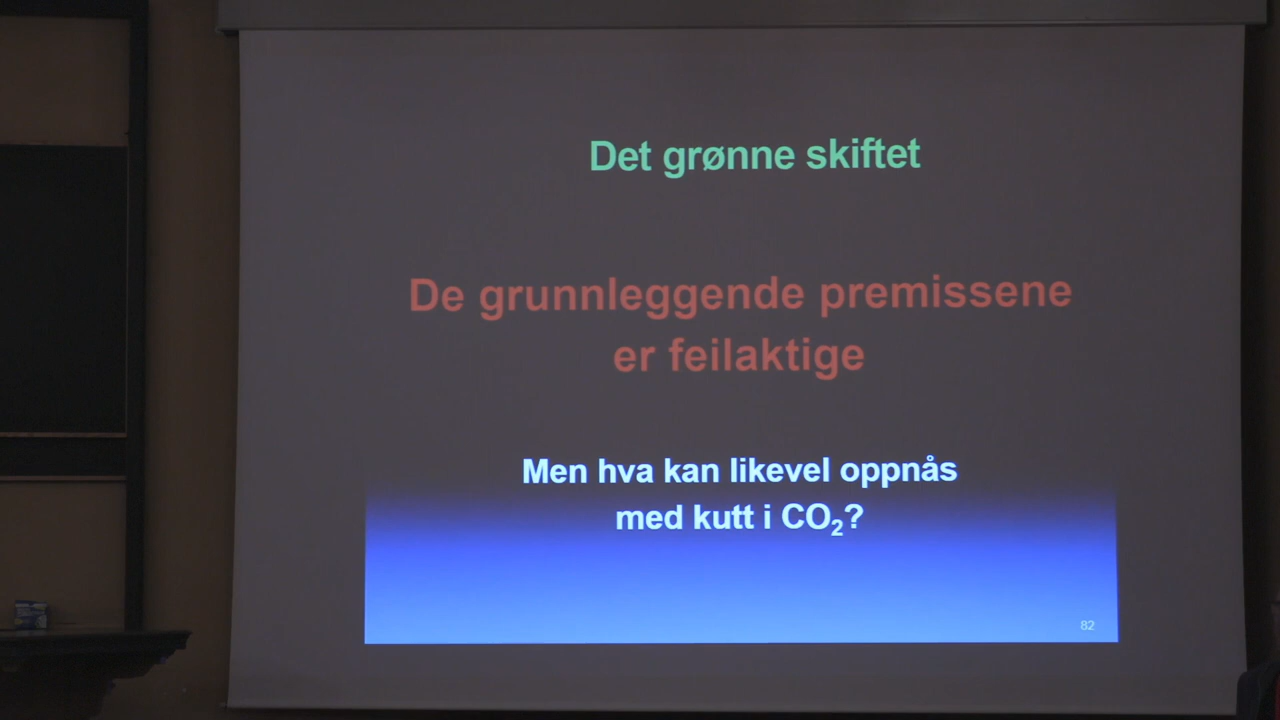 Det grønne skiftet
De grunnleggende premissene
er feilaktige
Men hva kan likevel oppnås
med kutt i CO₂?
82